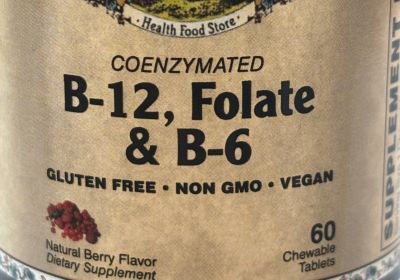 Health Food Store
COENZYMATED
B-12, Folate
& B-6
GLUTEN FREE • NON GMO • VEGAN
Natural Berry Flavor
Dietary Supplement
60
Chewable
Tablets
SUPPLEMENT